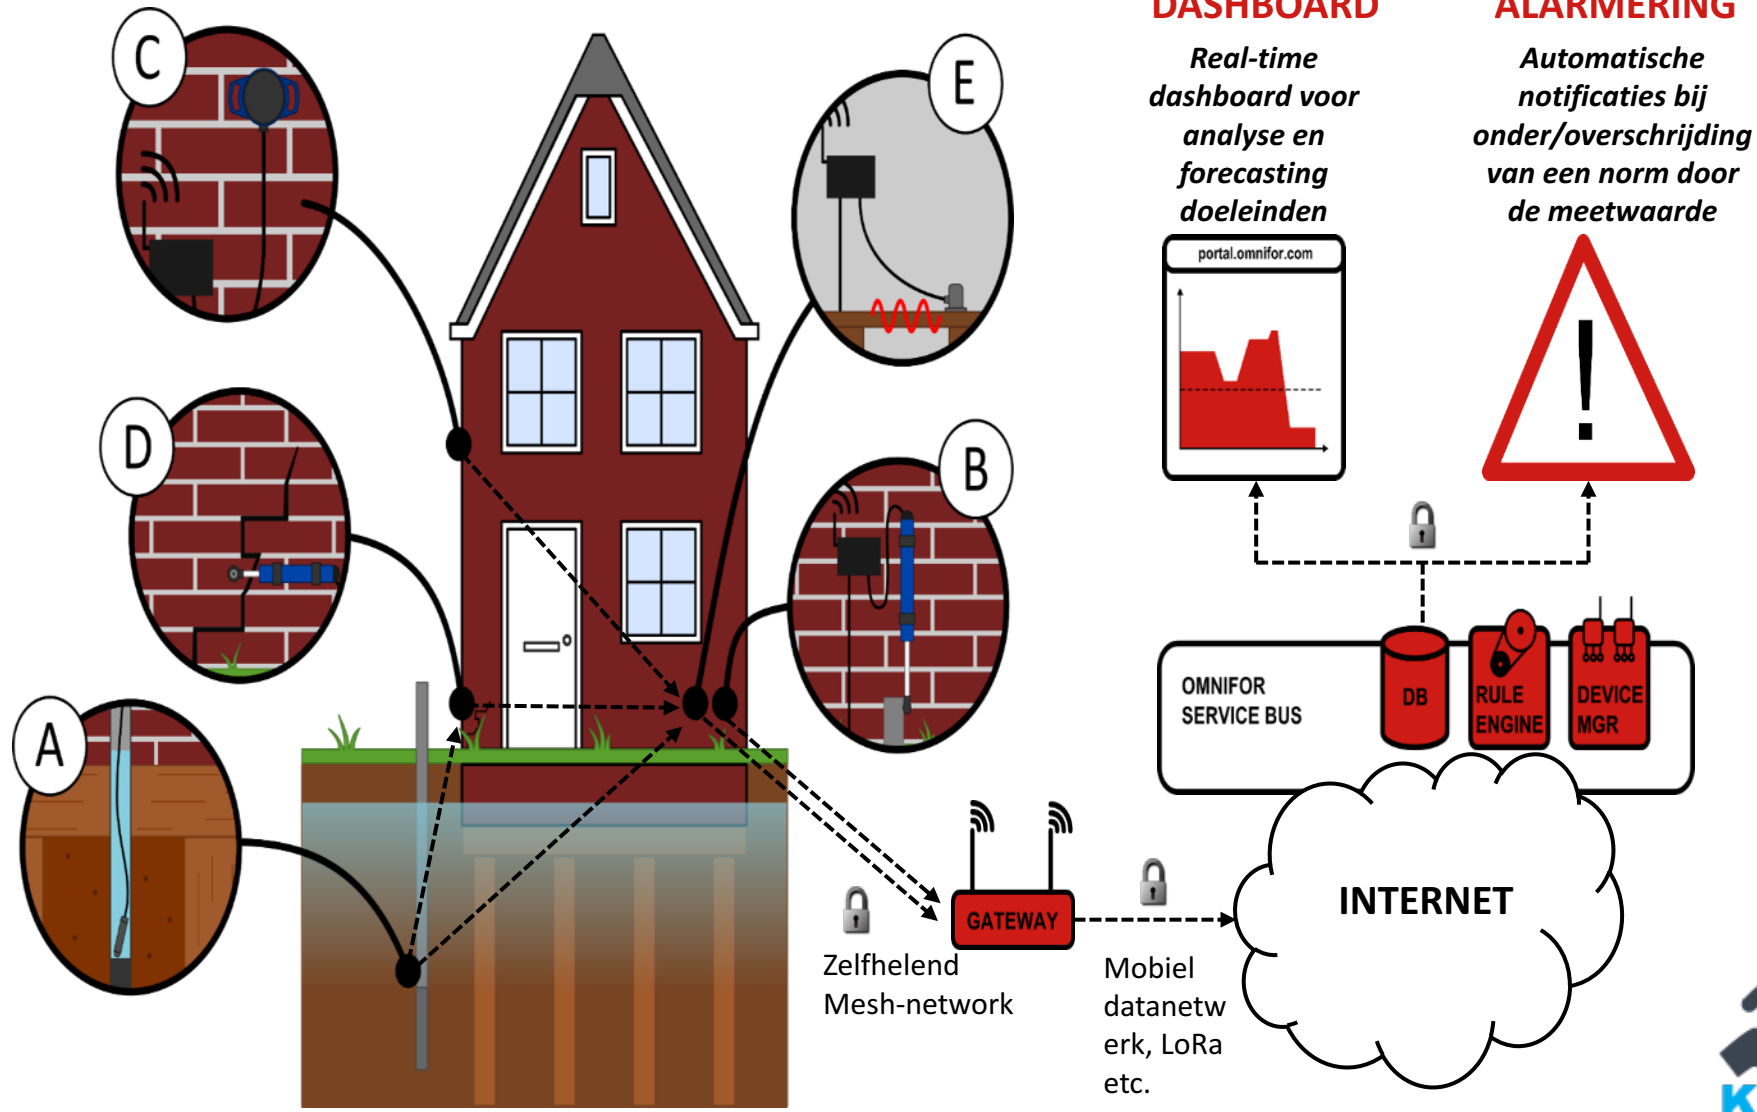 DASHBOARD
Real-time
dashboard voor
analyse en
forecasting
doeleinden
ALARMERING
Automatische
notificaties bij
onder/overschrijding
van een norm door
de meetwaarde
C
E
D
B
A
portal.omnifor.com
OMNIFOR
SERVICE BUS
DB
RULE
ENGINE
DEVICE
MGR
INTERNET
GATEWAY
Zelfhelend
Mesh-network
Mobiel
datanetw
erk, LoRa
etc.